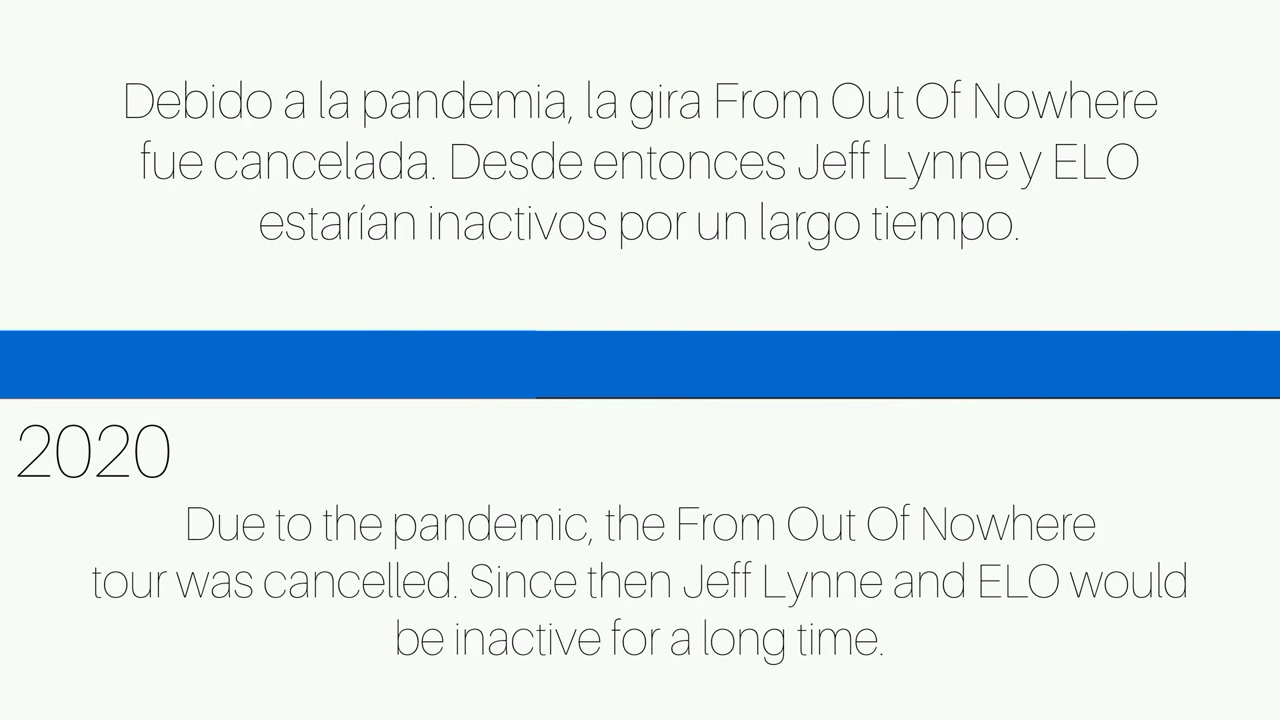 Debido a la pandemia, la gira From Out Of Nowhere
fue cancelada. Desde entonces Jeff Lynne y ELO
estarían inactivos por un largo tiempo.
2020
Due to the pandemic, the From Out Of Nowhere
tour was cancelled. Since then Jeff Lynne and ELO would
be inactive for a long time.